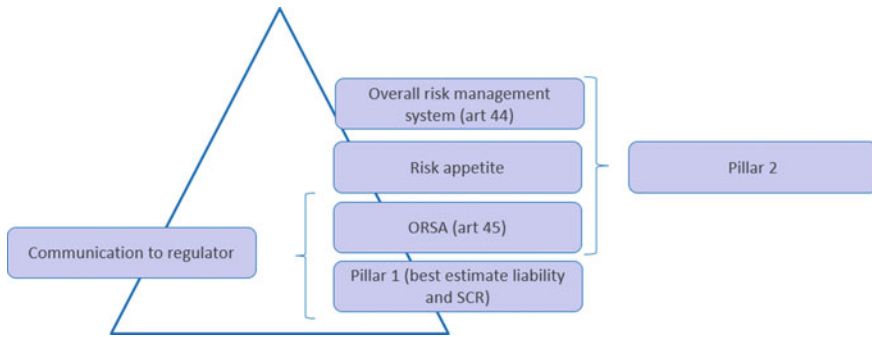 Overall risk management
system (art 44)
Risk appetite
Pillar 2
ORSA (art 45)
Communication to regulator
Pillar 1 (best estimate liability
and SCR)